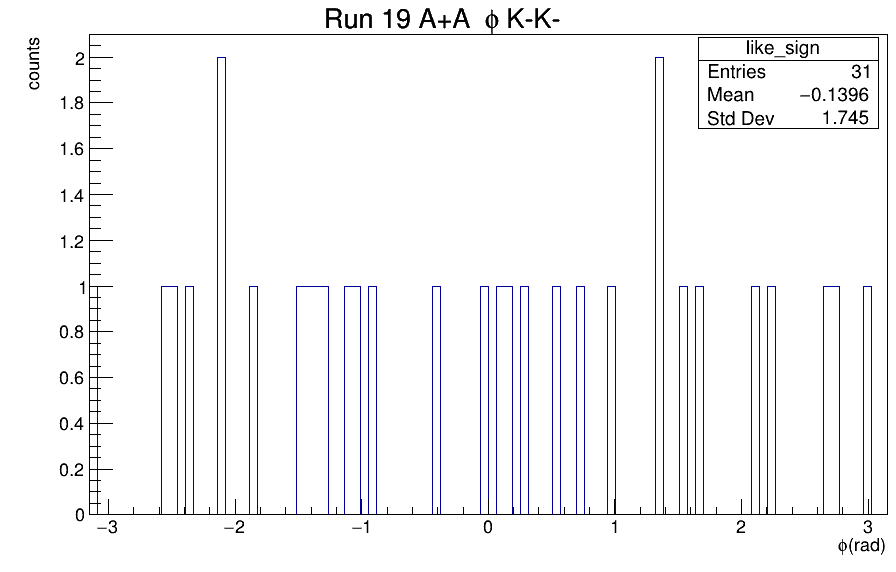 Run 19 A+A ϕ K-K-
counts
like_sign
Entries 31
Mean −0.1396
Std Dev 1.745
2
1.8
1.6
1.4
1.2
1
0.8
0.6
0.4
0.2
0
−3 −2 −1 0 1 2 3
ϕ(rad)